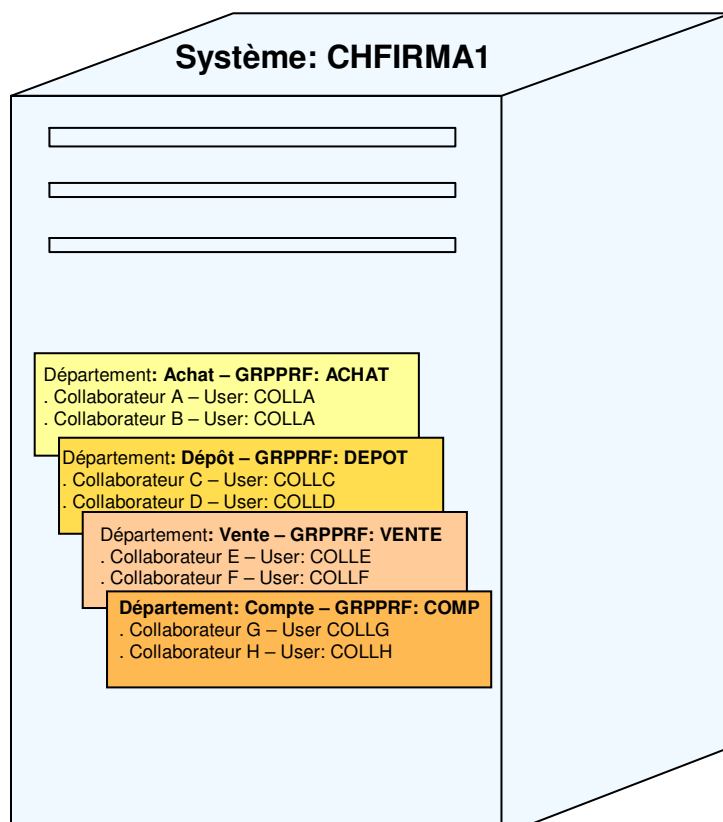 Système: CHFIRMA1
Département: Achat – GRPPRF: ACHAT
. Collaborateur A – User: COLLA
. Collaborateur B – User: COLLA
Département: Dépôt – GRPPRF: DEPOT
. Collaborateur C – User: COLLC
. Collaborateur D – User: COLLD
Département: Vente – GRPPRF: VENTE
. Collaborateur E – User: COLLE
. Collaborateur F – User: COLLF
Département: Compte – GRPPRF: COMP
. Collaborateur G – User COLLG
. Collaborateur H – User: COLLH